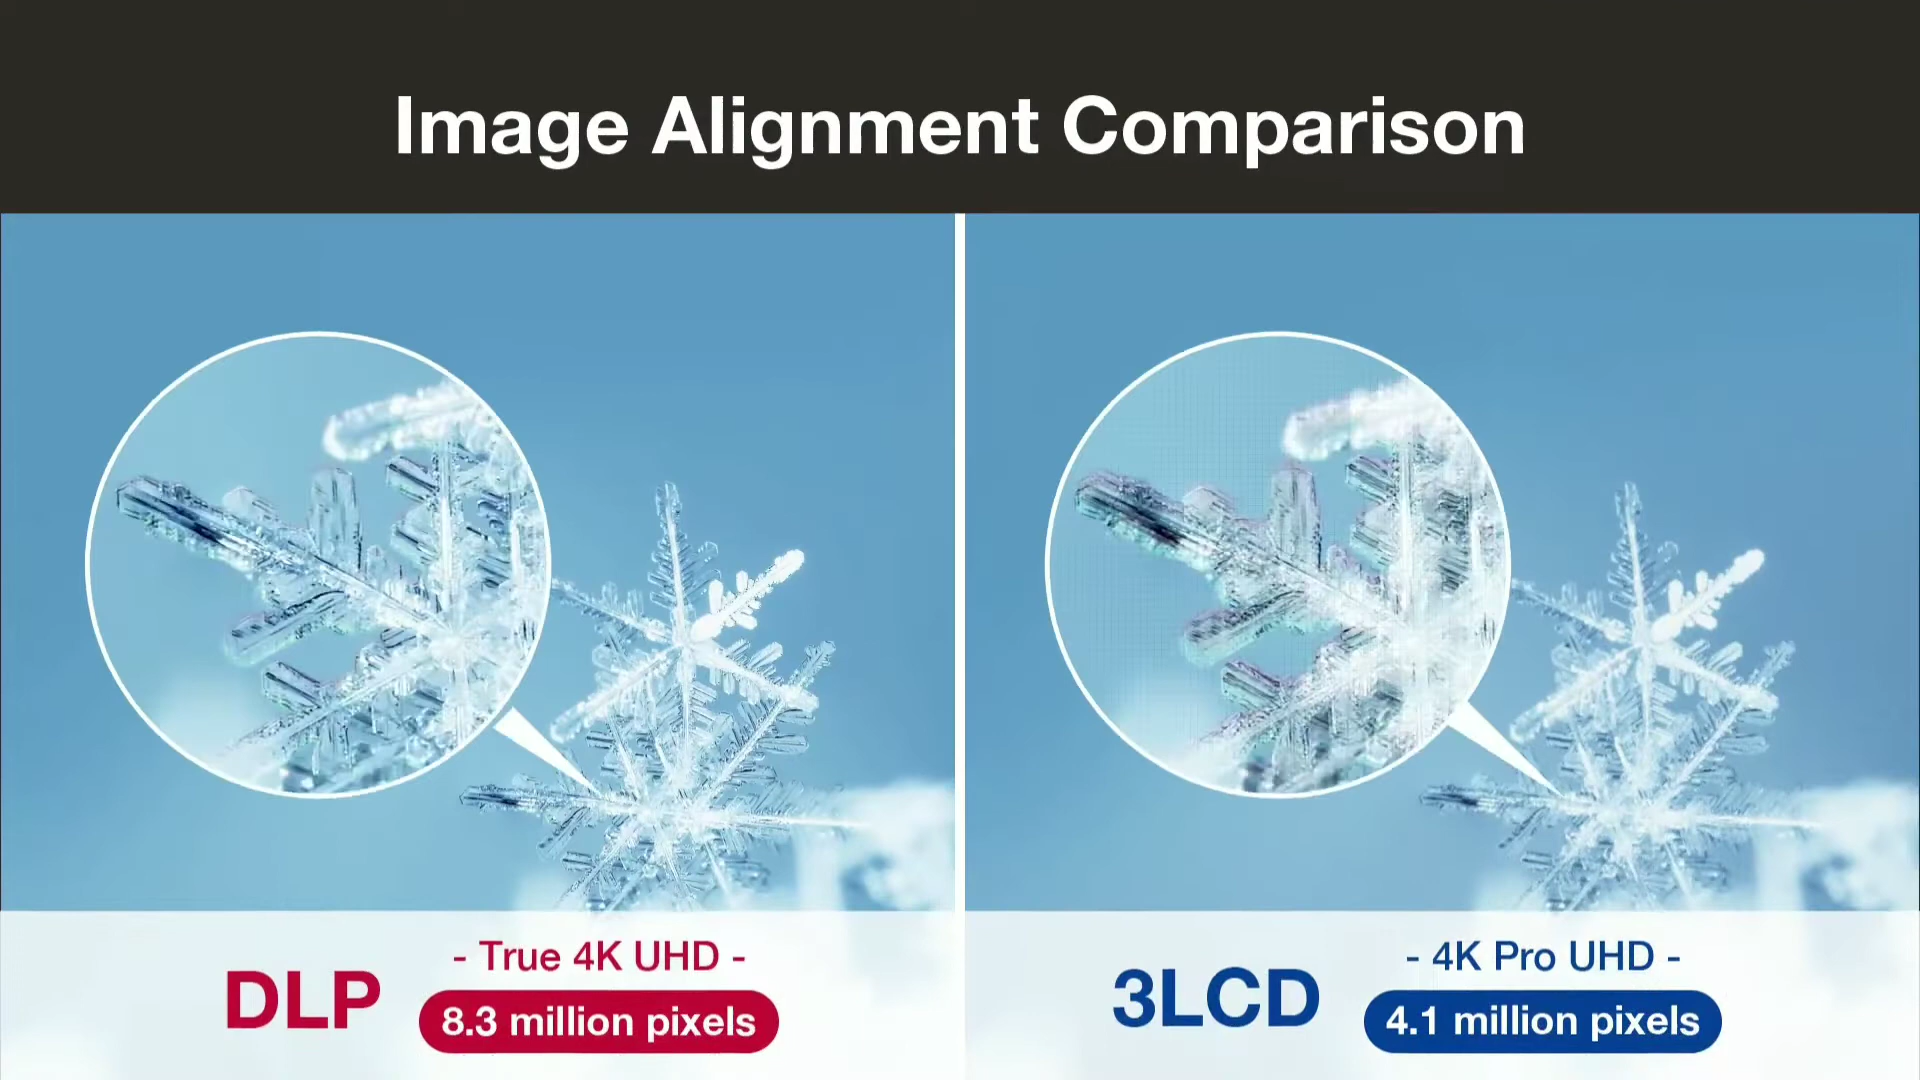 Image Alignment Comparison
DLP
- True 4K UHD -
8.3 million pixels
3LCD
- 4K Pro UHD -
4.1 million pixels